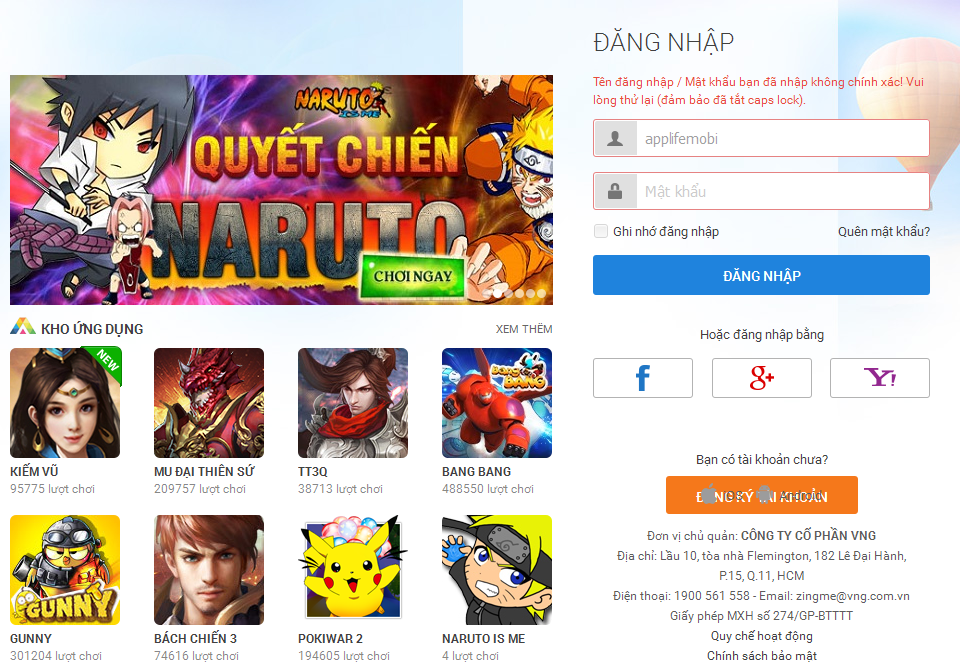 NARUTO
IS ME
QUYẾT CHIẾN
NARUTO
CHƠI NGAY
KHO ỨNG DỤNG
XEM THÊM
NEW
BANG BANG
KIẾM VŨ
95775 lượt chơi
MU ĐẠI THIÊN SỨ
209757 lượt chơi
TT3Q
38713 lượt chơi
BANG BANG
488550 lượt chơi
GUNNY
GUNNY
301204 lượt chơi
BÁCH CHIẾN 3
74616 lượt chơi
POKIWAR 2
194605 lượt chơi
NARUTO IS ME
4 lượt chơi
ĐĂNG NHẬP
Tên đăng nhập / Mật khẩu bạn đã nhập không chính xác! Vui
lòng thử lại (đảm bảo đã tắt caps lock).
applifemobi
Mật khẩu
Ghi nhớ đăng nhập
Quên mật khẩu?
ĐĂNG NHẬP
Hoặc đăng nhập bằng
f
g+
Y!
Bạn có tài khoản chưa?
ĐĂNG KÝ TÀI KHOẢN
iOS
Android
Đơn vị chủ quản: CÔNG TY CỔ PHẦN VNG
Địa chỉ: Lầu 10, tòa nhà Flemington, 182 Lê Đại Hành,
P.15, Q.11, HCM
Điện thoại: 1900 561 558 - Email: zingme@vng.com.vn
Giấy phép MXH số 274/GP-BTTTT
Quy chế hoạt động
Chính sách bảo mật